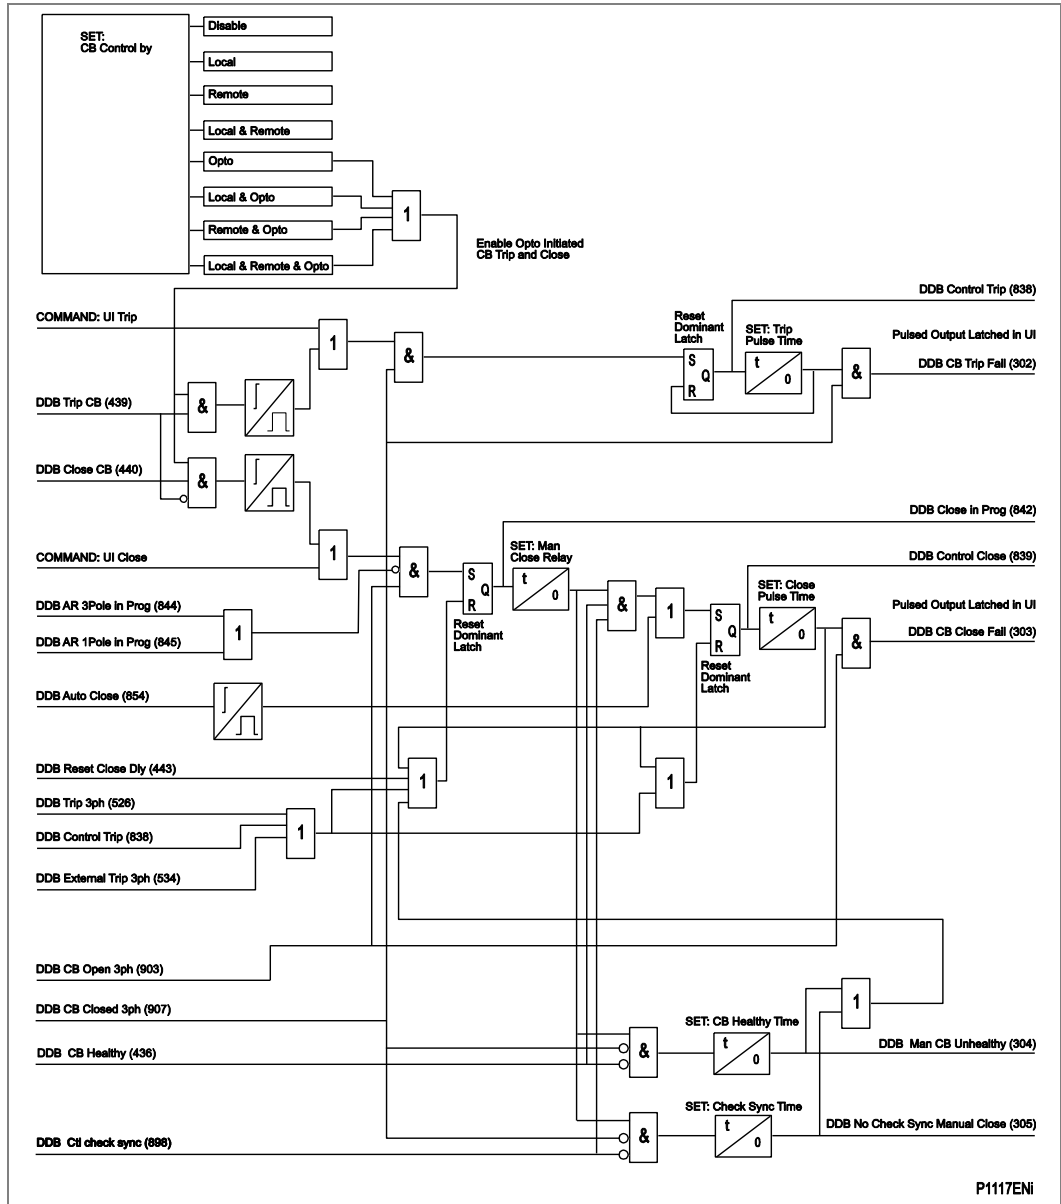 SET:
CB Control by
Disable
Local
Remote
Local & Remote
Opto
Local & Opto
Remote & Opto
Local & Remote & Opto
1
Enable Opto Initiated
CB Trip and Close
DDB Control Trip (838)
COMMAND: UI Trip
1
&
Reset
Dominant
Latch
S
Q
R
SET: Trip
Pulse Time
t
0
Pulsed Output Latched in UI
&
DDB CB Trip Fail (302)
DDB Trip CB (439)
&
DDB Close CB (440)
&
DDB Close in Prog (842)
COMMAND: UI Close
1
&
S
Q
R
Reset
Dominant
Latch
SET: Man
Close Relay
t
0
DDB Control Close (839)
&
1
S
Q
R
Reset
Dominant
Latch
SET: Close
Pulse Time
t
0
Pulsed Output Latched in UI
&
DDB CB Close Fail (303)
DDB AR 3Pole in Prog (844)
DDB AR 1Pole in Prog (845)
1
DDB Auto Close (854)
DDB Reset Close Dly (443)
1
1
DDB Trip 3ph (526)
DDB Control Trip (838)
DDB External Trip 3ph (534)
1
DDB CB Open 3ph (903)
DDB CB Closed 3ph (907)
1
DDB CB Healthy (436)
&
SET: CB Healthy Time
t
0
DDB Man CB Unhealthy (304)
DDB Ctl check sync (898)
&
SET: Check Sync Time
t
0
DDB No Check Sync Manual Close (305)
P1117ENi